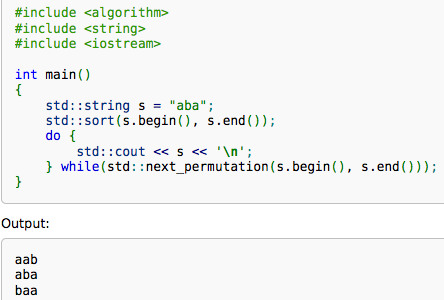 #include <algorithm>
#include <string>
#include <iostream>
int main()
{
    std::string s = "aba";
    std::sort(s.begin(), s.end());
    do {
        std::cout << s << '\n';
    } while(std::next_permutation(s.begin(), s.end()));
}
Output:
aab
aba
baa